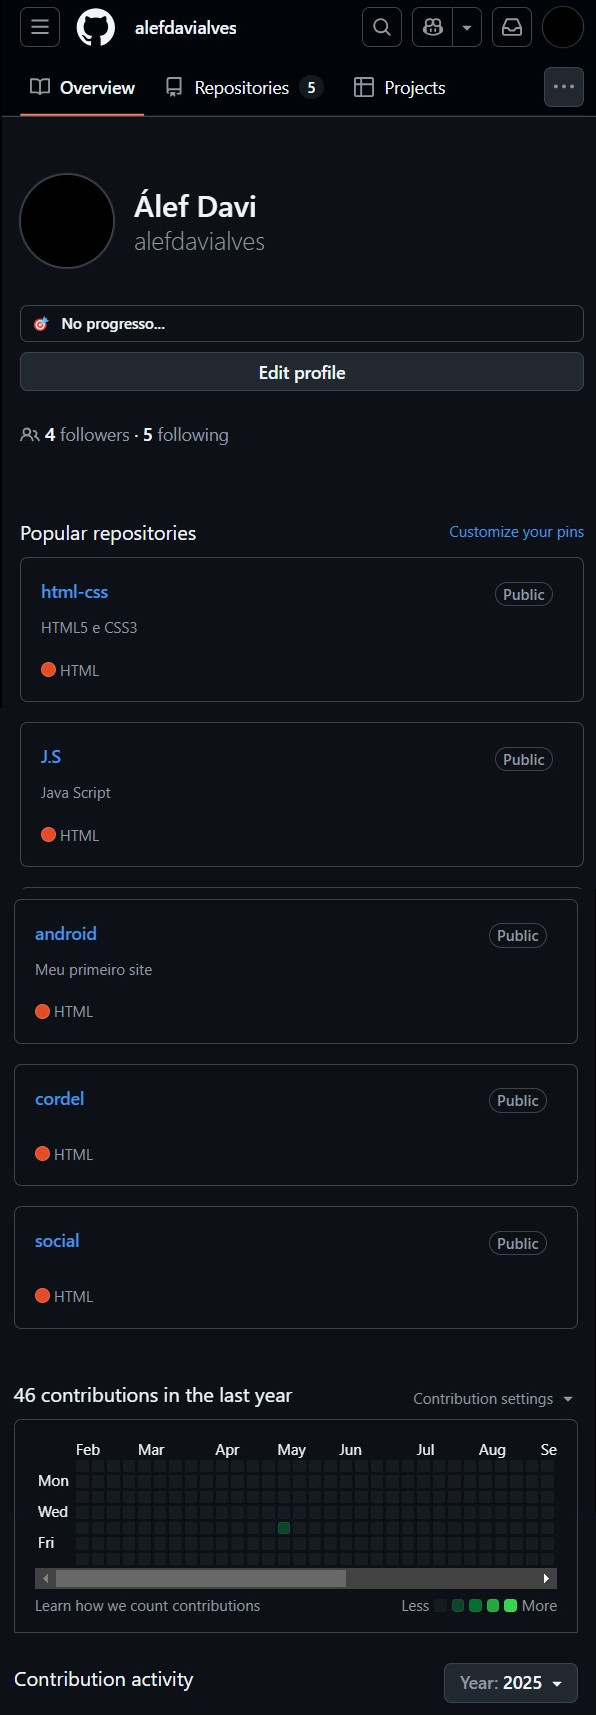 alefdavialves
Overview Repositories 5 Projects
Álef Davi
alefdavialves
No progresso...
Edit profile
4 followers · 5 following
Popular repositories Customize your pins
html-css Public
HTML5 e CSS3
HTML
J.S Public
Java Script
HTML
android Public
Meu primeiro site
HTML
cordel Public
HTML
social Public
HTML
46 contributions in the last year Contribution settings
Feb Mar Apr May Jun Jul Aug Se
Mon
Wed
Fri
Learn how we count contributions Less More
Contribution activity Year: 2025